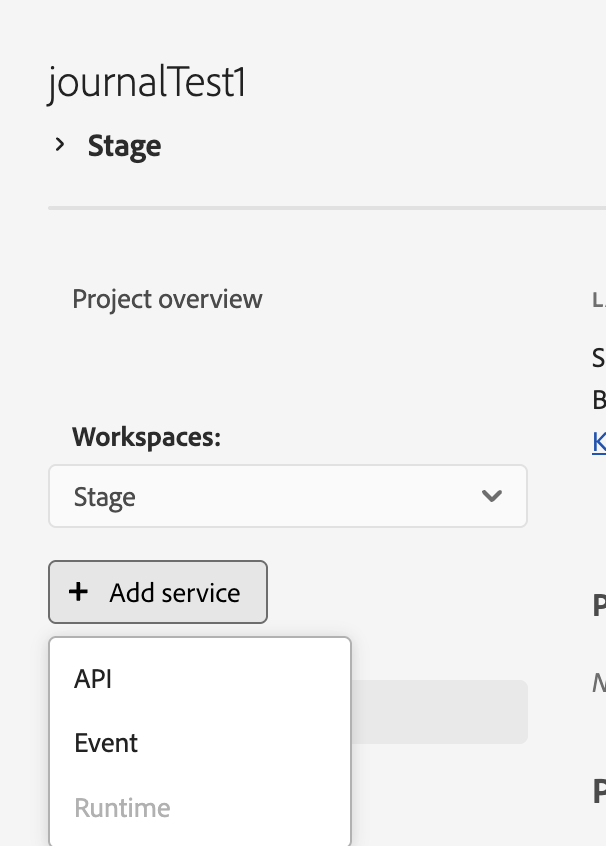 journalTest1
Stage
Project overview
Workspaces:
Stage
Add service
API
Event
Runtime